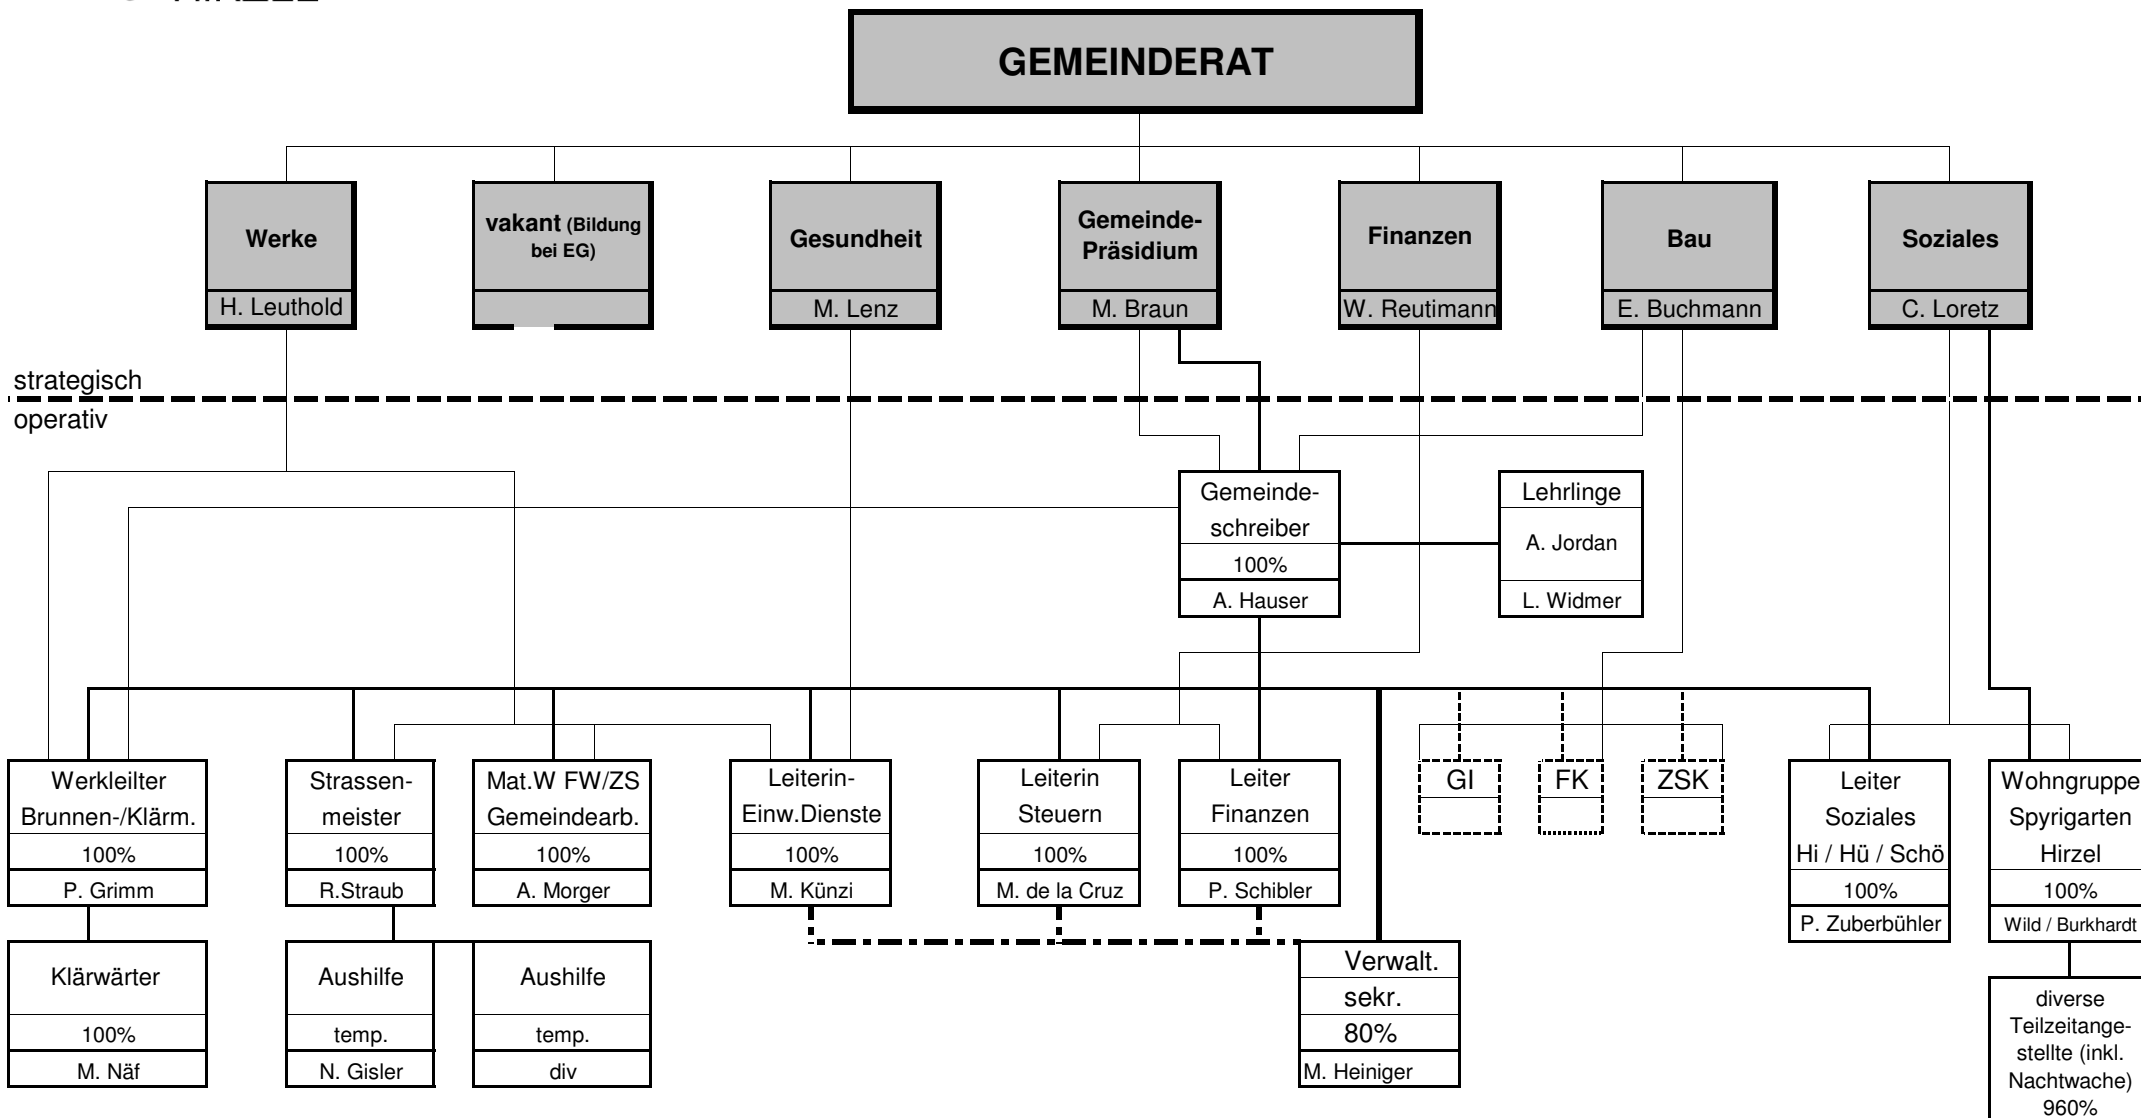 GEMEINDERAT
Werke
H. Leuthold
vakant (Bildung
bei EG)
Gesundheit
M. Lenz
Gemeinde-
Präsidium
M. Braun
Finanzen
W. Reutimann
Bau
E. Buchmann
Soziales
C. Loretz
strategisch
operativ
Gemeinde-
schreiber
100%
A. Hauser
Lehrlinge
A. Jordan
L. Widmer
Werkleilter
Brunnen-/Klärm.
100%
P. Grimm
Strassen-
meister
100%
R.Straub
Mat.W FW/ZS
Gemeindearb.
100%
A. Morger
Leiterin-
Einw.Dienste
100%
M. Künzi
Leiterin
Steuern
100%
M. de la Cruz
Leiter
Finanzen
100%
P. Schibler
GI
FK
ZSK
Leiter
Soziales
Hi / Hü / Schö
100%
P. Zuberbühler
Wohngruppe
Spyrigarten
Hirzel
100%
Wild / Burkhardt
Klärwärter
100%
M. Näf
Aushilfe
temp.
N. Gisler
Aushilfe
temp.
div
Verwalt.
sekr.
80%
M. Heiniger
diverse
Teilzeitange-
stellte (inkl.
Nachtwache)
960%